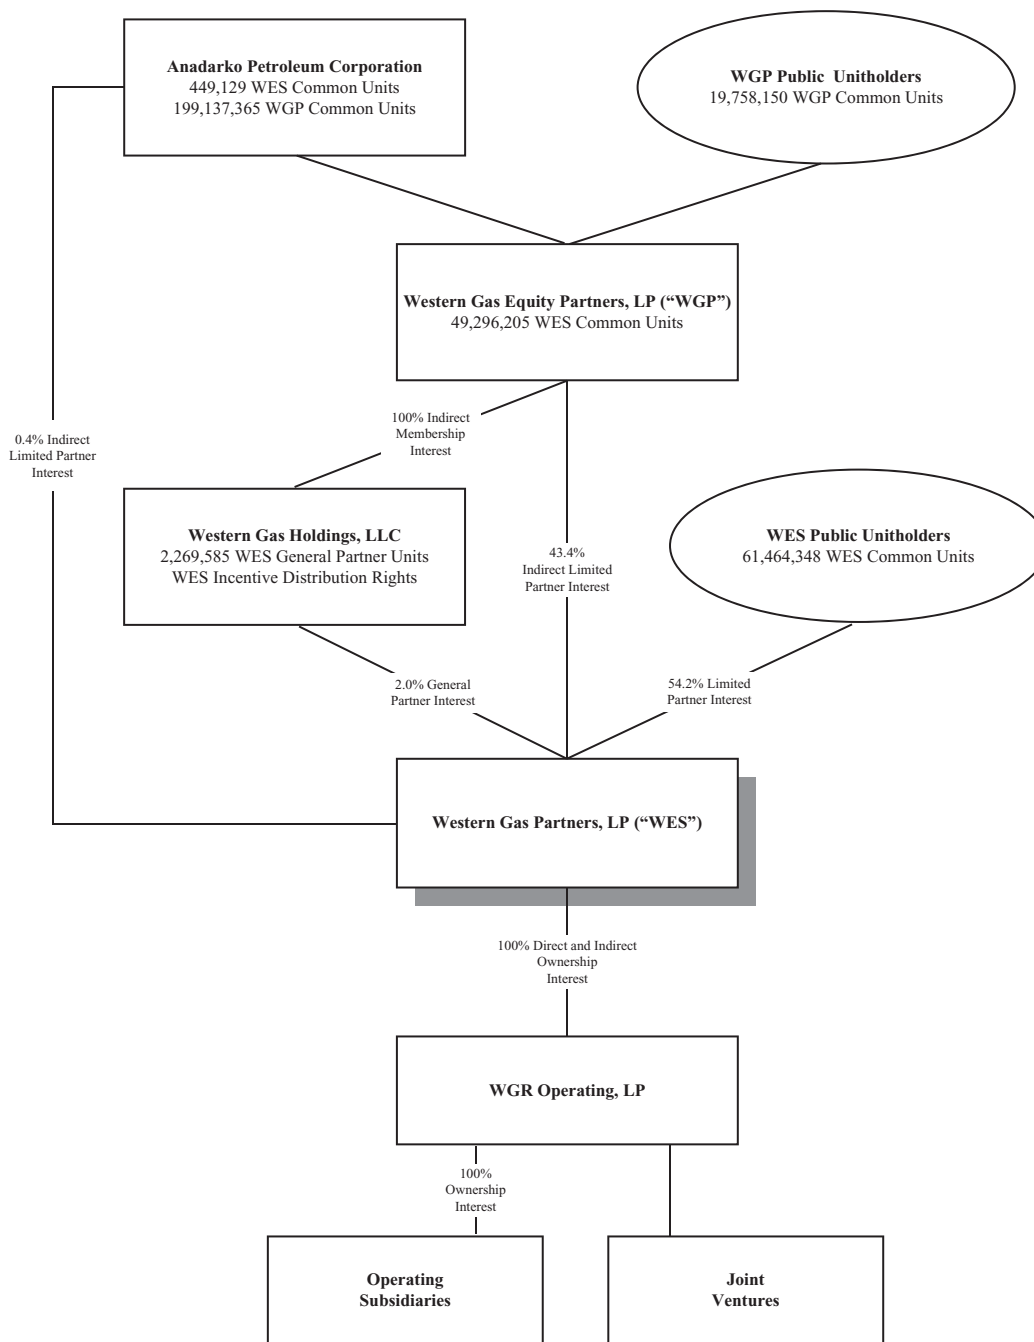 Anadarko Petroleum Corporation
449,129 WES Common Units
199,137,365 WGP Common Units
WGP Public Unitholders
19,758,150 WGP Common Units
Western Gas Equity Partners, LP (“WGP”)
49,296,205 WES Common Units
0.4% Indirect
Limited Partner
Interest
100% Indirect
Membership
Interest
Western Gas Holdings, LLC
2,269,585 WES General Partner Units
WES Incentive Distribution Rights
43.4%
Indirect Limited
Partner Interest
WES Public Unitholders
61,464,348 WES Common Units
2.0% General
Partner Interest
54.2% Limited
Partner Interest
Western Gas Partners, LP (“WES”)
100% Direct and Indirect
Ownership
Interest
WGR Operating, LP
100%
Ownership
Interest
Operating
Subsidiaries
Joint
Ventures